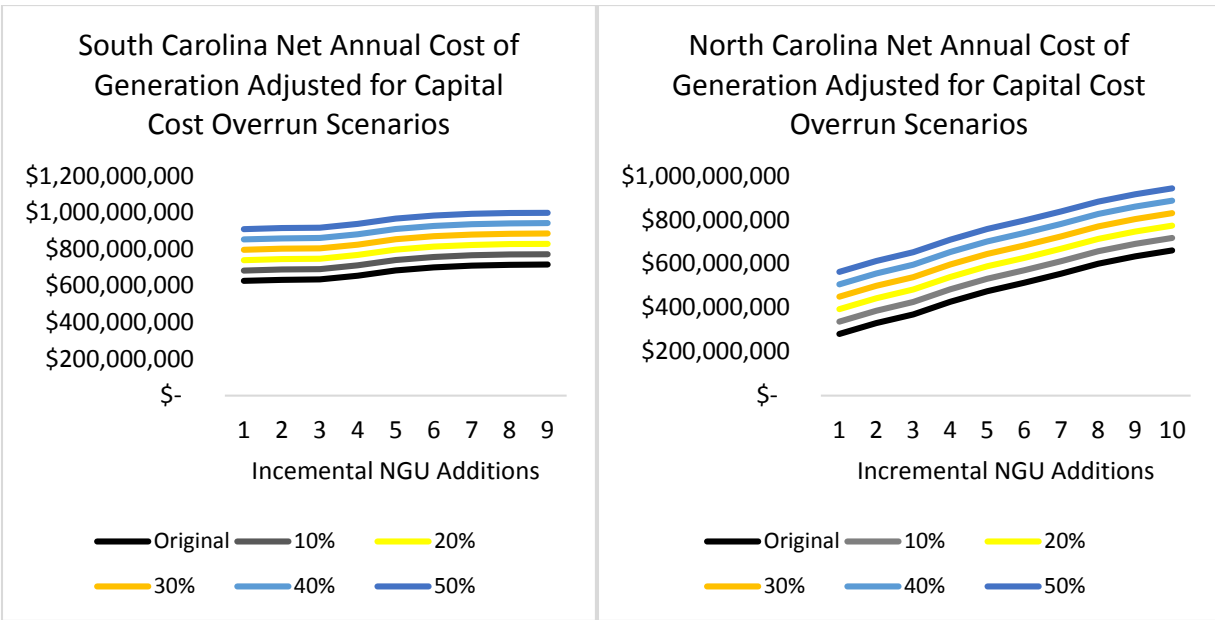 South Carolina Net Annual Cost of
Generation Adjusted for Capital
Cost Overrun Scenarios
$1,200,000,000
$1,000,000,000
$800,000,000
$600,000,000
$400,000,000
$200,000,000
$-
1 2 3 4 5 6 7 8 9
Incemental NGU Additions
Original 10% 20%
30% 40% 50%
North Carolina Net Annual Cost of
Generation Adjusted for Capital Cost
Overrun Scenarios
$1,000,000,000
$800,000,000
$600,000,000
$400,000,000
$200,000,000
$-
1 2 3 4 5 6 7 8 9 10
Incremental NGU Additions
Original 10% 20%
30% 40% 50%